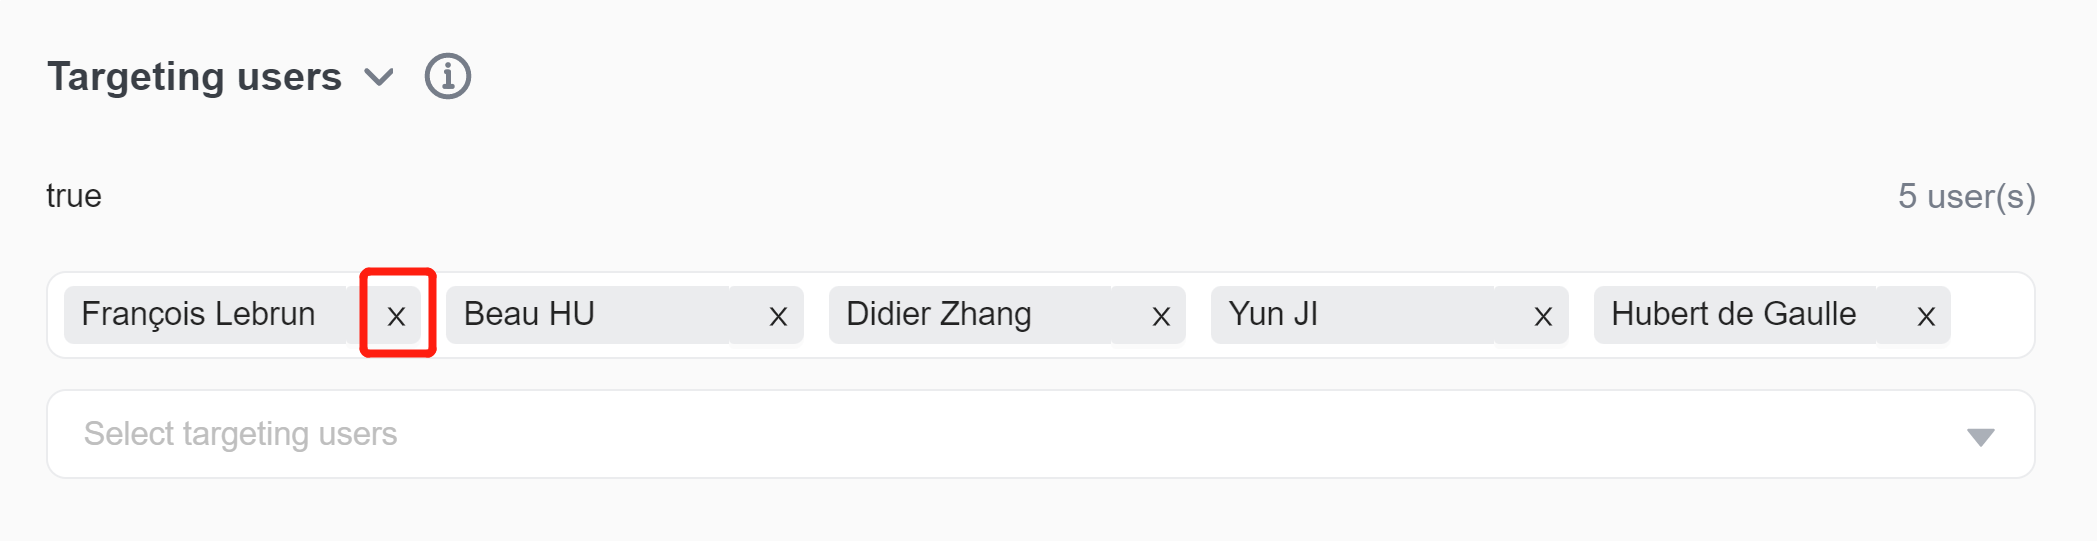 Targeting users
true
5 user(s)
François Lebrun x Beau HU x Didier Zhang x Yun JI x Hubert de Gaulle x
Select targeting users